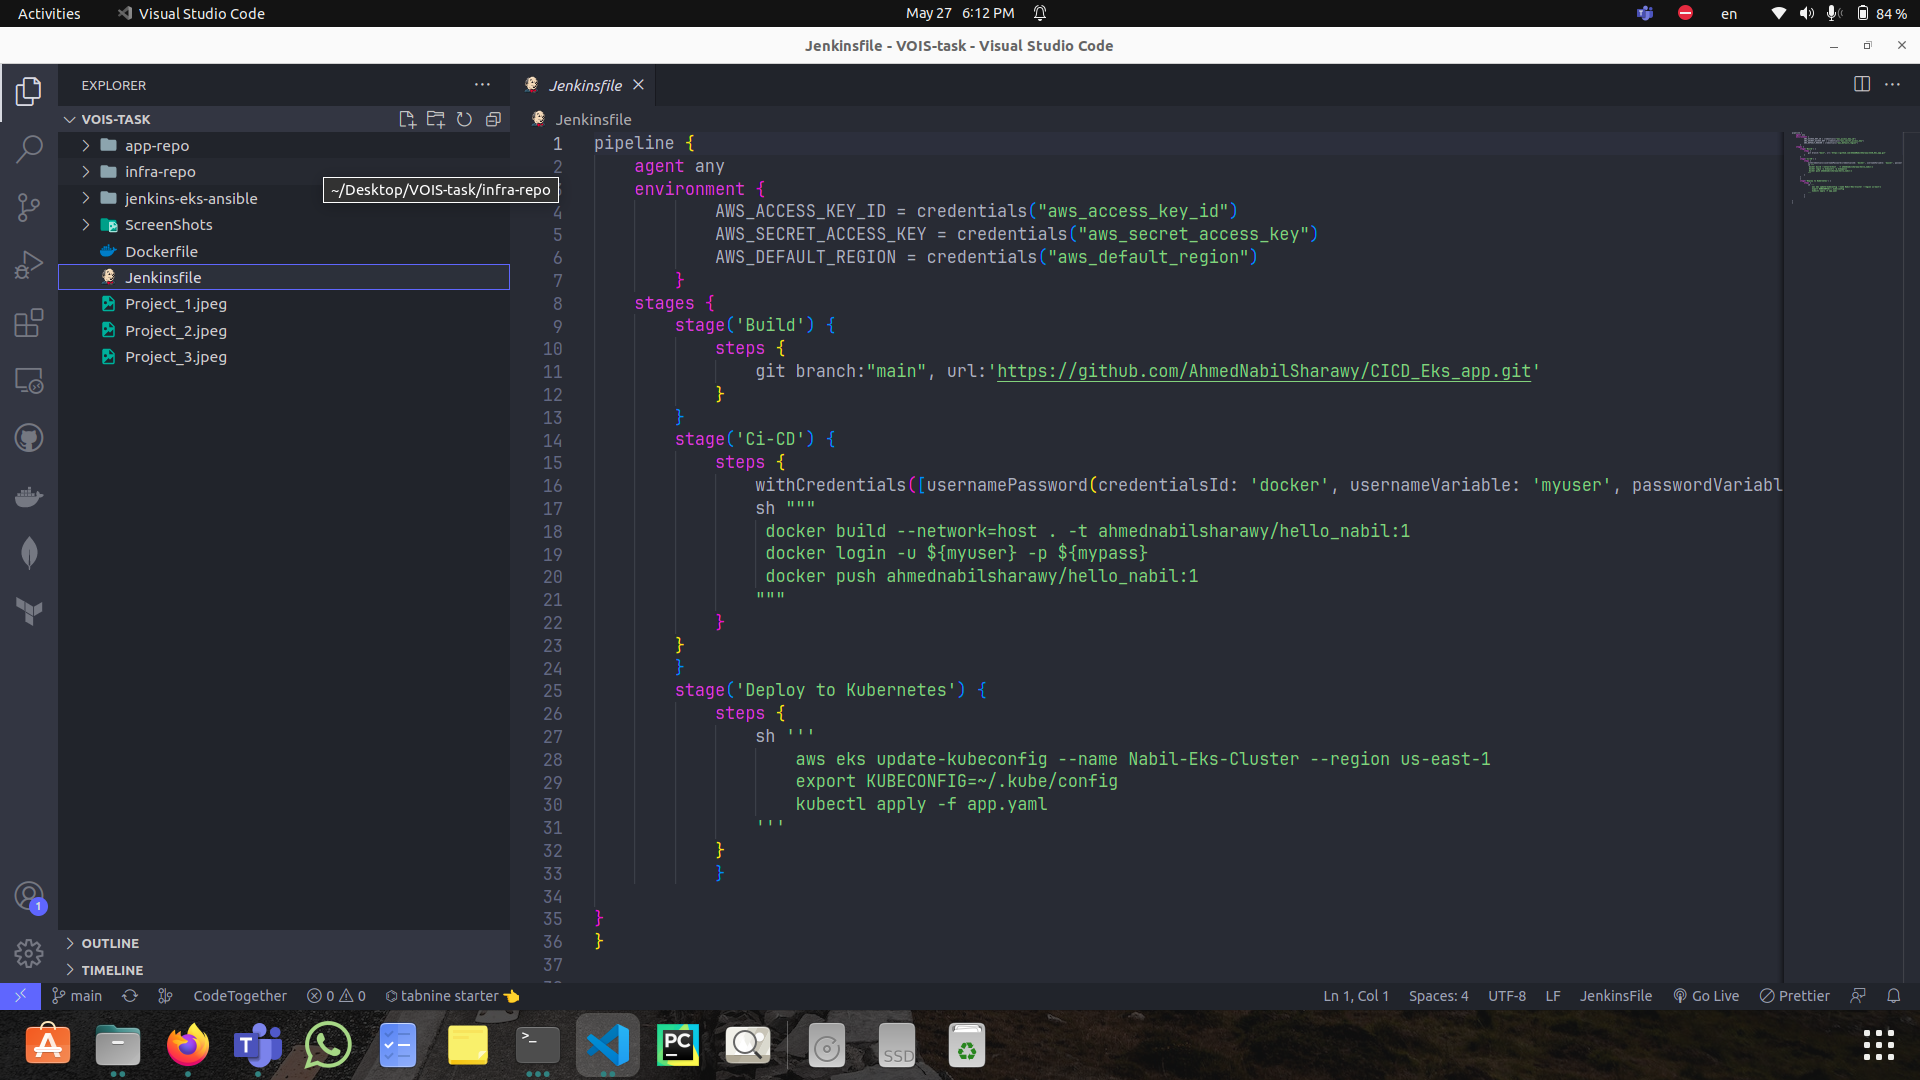 Activities
Visual Studio Code
May 27 6:12 PM
en
84 %
Jenkinsfile - VOIS-task - Visual Studio Code
EXPLORER
VOIS-TASK
app-repo
infra-repo
~/Desktop/VOIS-task/infra-repo
jenkins-eks-ansible
ScreenShots
Dockerfile
Jenkinsfile
Project_1.jpeg
Project_2.jpeg
Project_3.jpeg
OUTLINE
TIMELINE
1
Jenkinsfile
Jenkinsfile
1 pipeline {
2 agent any
3 environment {
4 AWS_ACCESS_KEY_ID = credentials("aws_access_key_id")
5 AWS_SECRET_ACCESS_KEY = credentials("aws_secret_access_key")
6 AWS_DEFAULT_REGION = credentials("aws_default_region")
7 }
8 stages {
9 stage('Build') {
10 steps {
11 git branch:"main", url:'https://github.com/AhmedNabilSharawy/CICD_Eks_app.git'
12 }
13 }
14 stage('Ci-CD') {
15 steps {
16 withCredentials([usernamePassword(credentialsId: 'docker', usernameVariable: 'myuser', passwordVariabl
17 sh """
18 docker build --network=host . -t ahmednabilsharawy/hello_nabil:1
19 docker login -u ${myuser} -p ${mypass}
20 docker push ahmednabilsharawy/hello_nabil:1
21 """
22 }
23 }
24 }
25 stage('Deploy to Kubernetes') {
26 steps {
27 sh '''
28 aws eks update-kubeconfig --name Nabil-Eks-Cluster --region us-east-1
29 export KUBECONFIG=~/.kube/config
30 kubectl apply -f app.yaml
31 '''
32 }
33 }
34
35 }
36 }
37
main
CodeTogether
0 0
tabnine starter
Ln 1, Col 1
Spaces: 4
UTF-8
LF
JenkinsFile
Go Live
Prettier
T
>_
PC
SSD